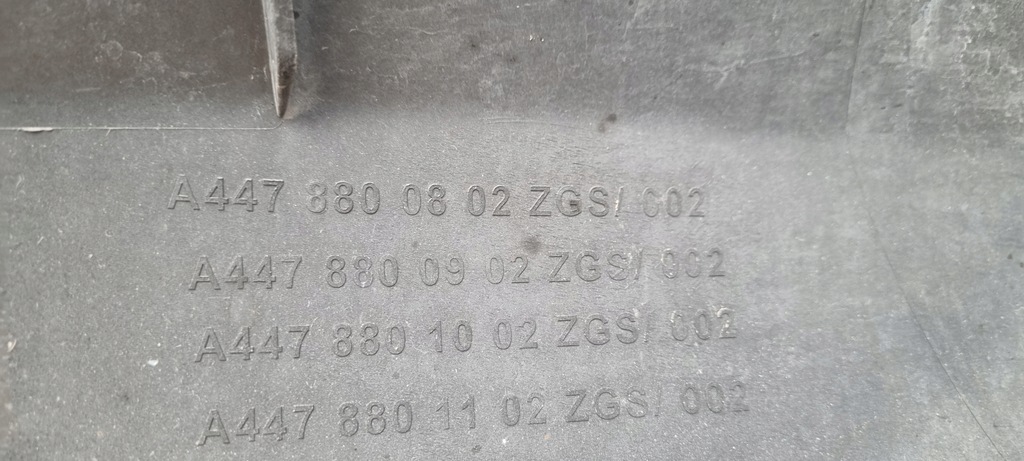 A447 880 08 02 ZGS/ 002
A447 880 09 02 ZGS/ 002
A447 880 10 02 ZGS/ 002
A447 880 11 02 ZGS/ 002